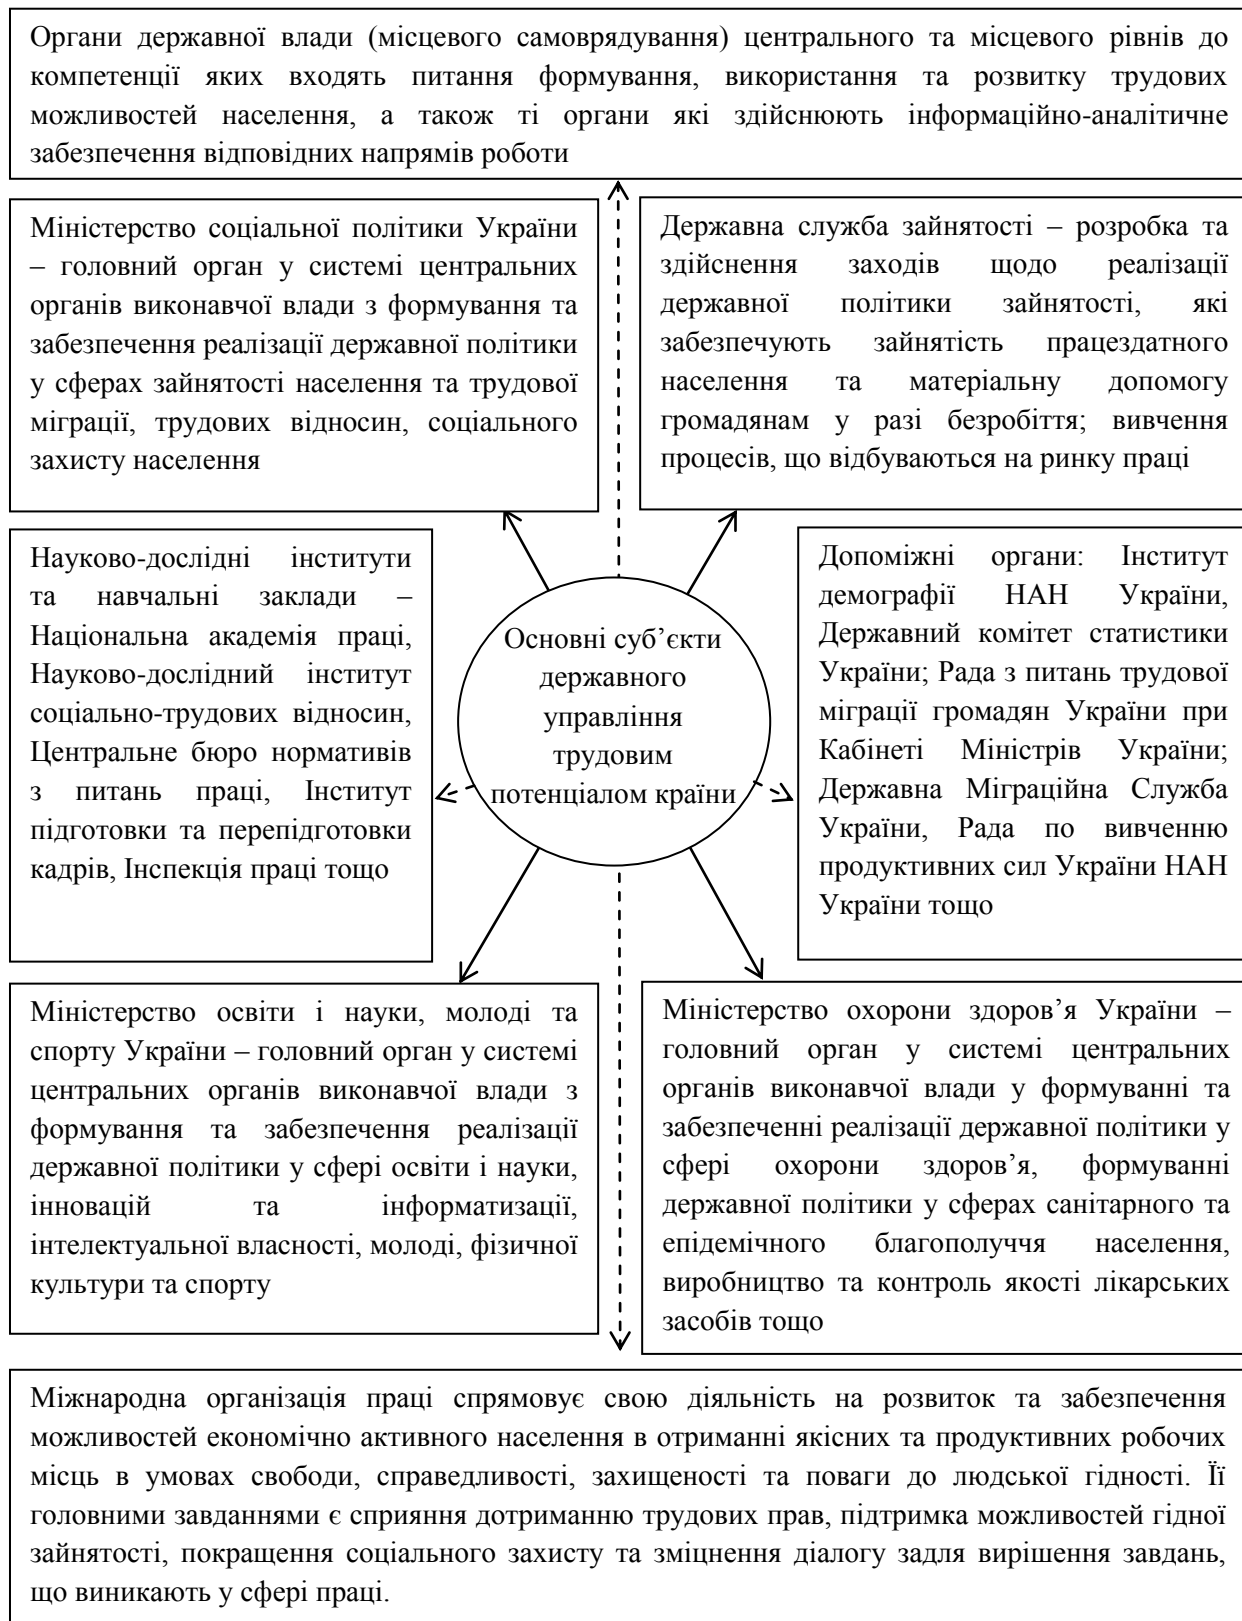 Органи державної влади (місцевого самоврядування) центрального та місцевого рівнів до
компетенції яких входять питання формування, використання та розвитку трудових
можливостей населення, а також ті органи які здійснюють інформаційно-аналітичне
забезпечення відповідних напрямів роботи
Міністерство соціальної політики України
– головний орган у системі центральних
органів виконавчої влади з формування та
забезпечення реалізації державної політики
у сферах зайнятості населення та трудової
міграції, трудових відносин, соціального
захисту населення
Державна служба зайнятості – розробка та
здійснення заходів щодо реалізації
державної політики зайнятості, які
забезпечують зайнятість працездатного
населення та матеріальну допомогу
громадянам у разі безробіття; вивчення
процесів, що відбуваються на ринку праці
Науково-дослідні інститути
та навчальні заклади –
Національна академія праці,
Науково-дослідний інститут
соціально-трудових відносин,
Центральне бюро нормативів
з питань праці, Інститут
підготовки та перепідготовки
кадрів, Інспекція праці тощо
Основні суб’єкти
державного
управління
трудовим
потенціалом країни
Допоміжні органи: Інститут
демографії НАН України,
Державний комітет статистики
України; Рада з питань трудової
міграції громадян України при
Кабінеті Міністрів України;
Державна Міграційна Служба
України, Рада по вивченню
продуктивних сил України НАН
України тощо
Міністерство освіти і науки, молоді та
спорту України – головний орган у системі
центральних органів виконавчої влади з
формування та забезпечення реалізації
державної політики у сфері освіти і науки,
інновацій та інформатизації,
інтелектуальної власності, молоді, фізичної
культури та спорту
Міністерство охорони здоров’я України –
головний орган у системі центральних
органів виконавчої влади у формуванні та
забезпеченні реалізації державної політики у
сфері охорони здоров’я, формуванні
державної політики у сферах санітарного та
епідемічного благополуччя населення,
виробництво та контроль якості лікарських
засобів тощо
Міжнародна організація праці спрямовує свою діяльність на розвиток та забезпечення
можливостей економічно активного населення в отриманні якісних та продуктивних робочих
місць в умовах свободи, справедливості, захищеності та поваги до людської гідності. Її
головними завданнями є сприяння дотриманню трудових прав, підтримка можливостей гідної
зайнятості, покращення соціального захисту та зміцнення діалогу задля вирішення завдань,
що виникають у сфері праці.